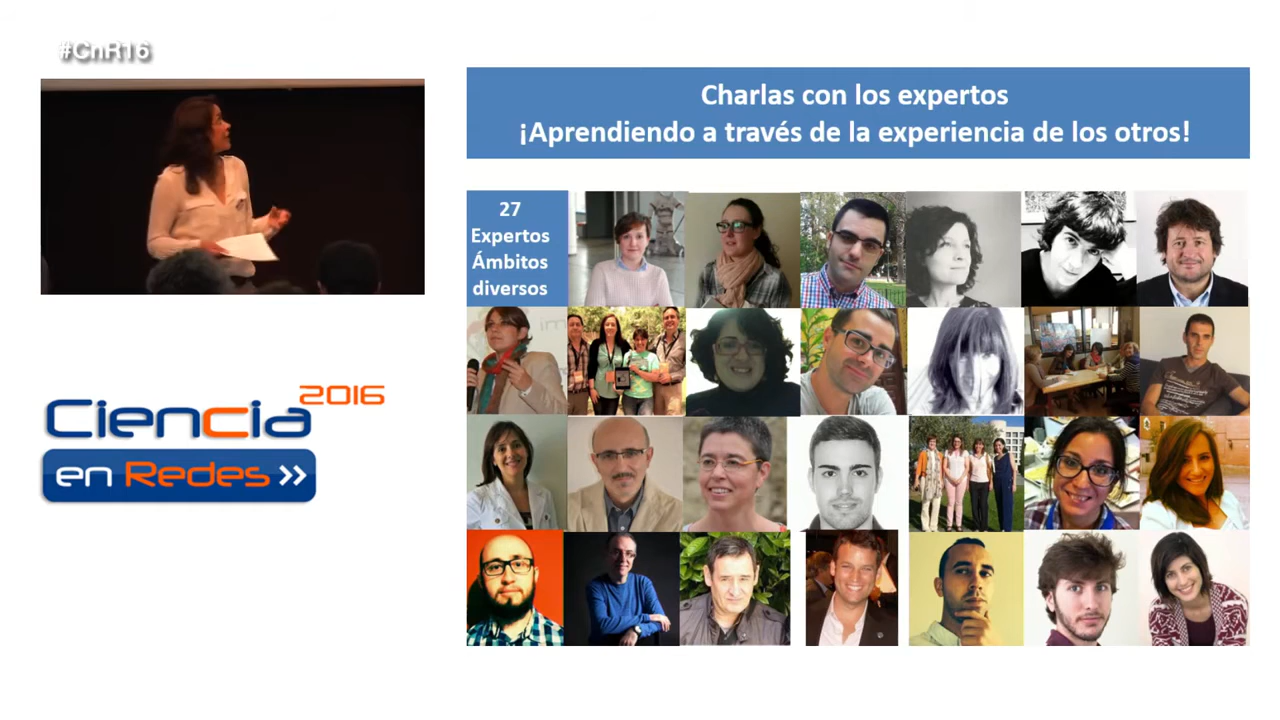 #CnR16
Charlas con los expertos
¡Aprendiendo a través de la experiencia de los otros!
27
Expertos
Ámbitos
diversos
2016
Ciencia
en Redes >>